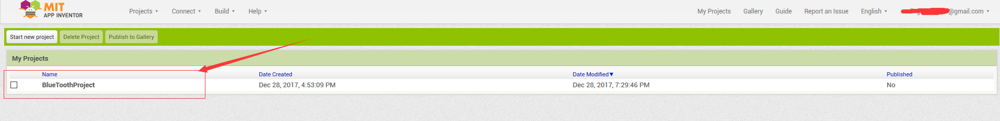 MIT
APP INVENTOR
Projects Connect Build Help My Projects Gallery Guide Report an Issue English @gmail.com
Start new project Delete Project Publish to Gallery
My Projects
Name Date Created Date Modified Published
BlueToothProject Dec 28, 2017, 4:53:09 PM Dec 28, 2017, 7:29:46 PM No